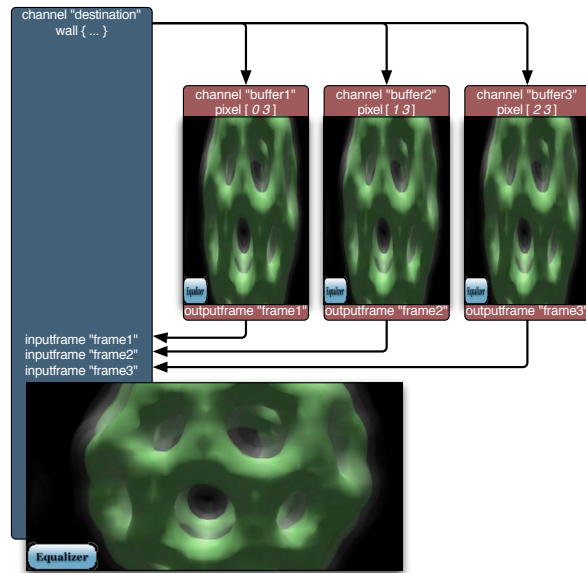 channel "destination"
wall { ... }
channel "buffer1"
pixel [ 0 3 ]
Equalizer
outputframe "frame1"
channel "buffer2"
pixel [ 1 3 ]
Equalizer
outputframe "frame2"
channel "buffer3"
pixel [ 2 3 ]
Equalizer
outputframe "frame3"
inputframe "frame1"
inputframe "frame2"
inputframe "frame3"
Equalizer